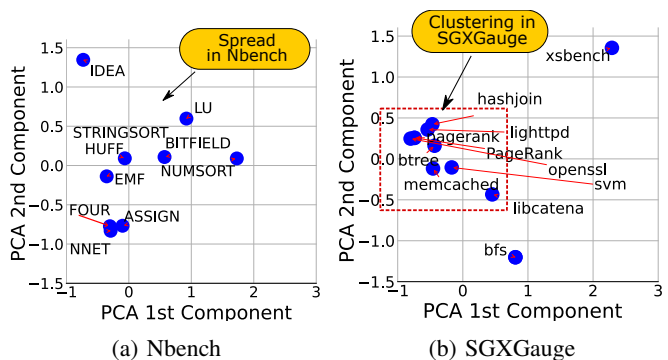 Spread
in Nbench
1.5
1.0
0.5
0.0
−0.5
−1.0
−1.5
PCA 2nd Component
IDEA
LU
STRINGSORT
HUFF
BITFIELD
NUMSORT
EMF
FOUR
ASSIGN
NNET
−1
0
1
2
3
PCA 1st Component
(a) Nbench
Clustering in
SGXGauge
1.5
1.0
0.5
0.0
−0.5
−1.0
−1.5
PCA 2nd Component
xsbench
hashjoin
lighttpd
pagerank
PageRank
btree
openssl
memcached
svm
libcatena
bfs
−1
0
1
2
3
PCA 1st Component
(b) SGXGauge